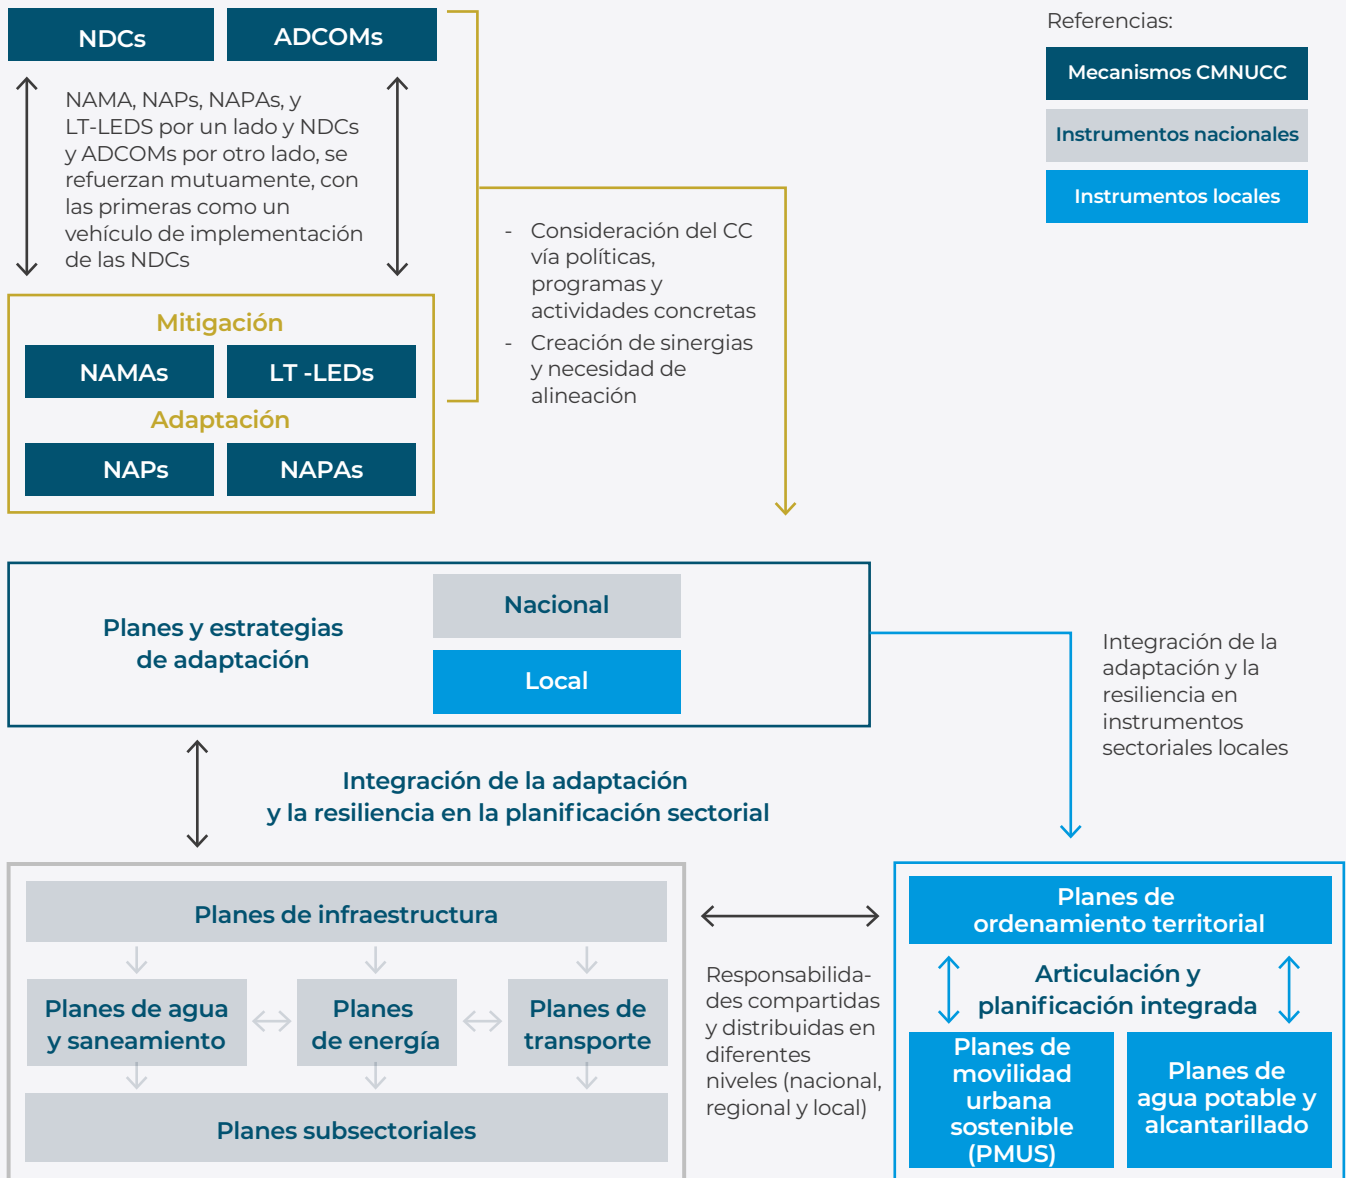 NDCs
ADCOMs
NAMA, NAPs, NAPAs, y
LT-LEDS por un lado y NDCs
y ADCOMs por otro lado, se
refuerzan mutuamente, con
las primeras como un
vehículo de implementación
de las NDCs
Mitigación
NAMAs
LT -LEDs
Adaptación
NAPs
NAPAs
- Consideración del CC
vía políticas,
programas y
actividades concretas
- Creación de sinergias
y necesidad de
alineación
Referencias:
Mecanismos CMNUCC
Instrumentos nacionales
Instrumentos locales
Planes y estrategias
de adaptación
Nacional
Local
Integración de la
adaptación y la
resiliencia en
instrumentos
sectoriales locales
Integración de la adaptación
y la resiliencia en la planificación sectorial
Planes de infraestructura
Planes de agua
y saneamiento
Planes
de energía
Planes de
transporte
Planes subsectoriales
Responsabilida-
des compartidas
y distribuidas en
diferentes
niveles (nacional,
regional y local)
Planes de
ordenamiento territorial
Articulación y
planificación integrada
Planes de
movilidad
urbana
sostenible
(PMUS)
Planes de
agua potable y
alcantarillado